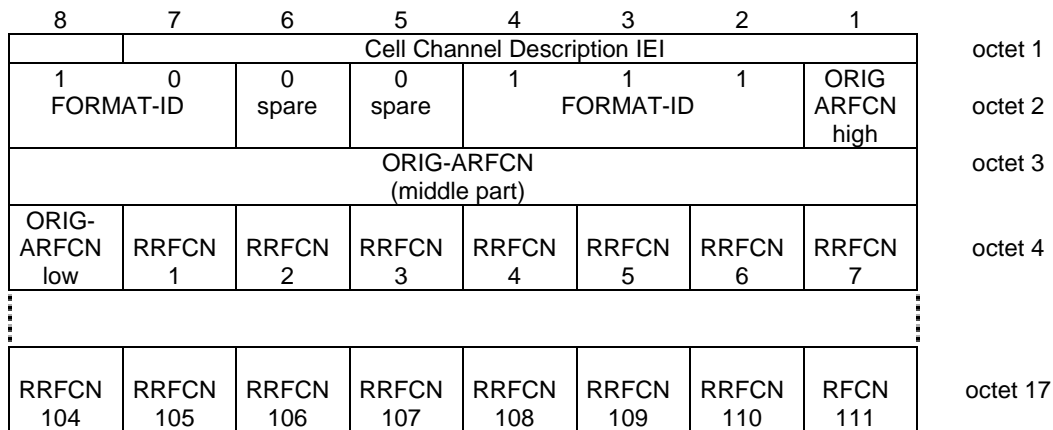 8 7 6 5 4 3 2 1
Cell Channel Description IEI octet 1
1 0 0 0 1 1 1 ORIG
FORMAT-ID spare spare FORMAT-ID ARFCN octet 2
high
ORIG-ARFCN octet 3
(middle part)
ORIG-
ARFCN RRFCN RRFCN RRFCN RRFCN RRFCN RRFCN RRFCN octet 4
low 1 2 3 4 5 6 7
RRFCN RRFCN RRFCN RRFCN RRFCN RRFCN RRFCN RFCN octet 17
104 105 106 107 108 109 110 111